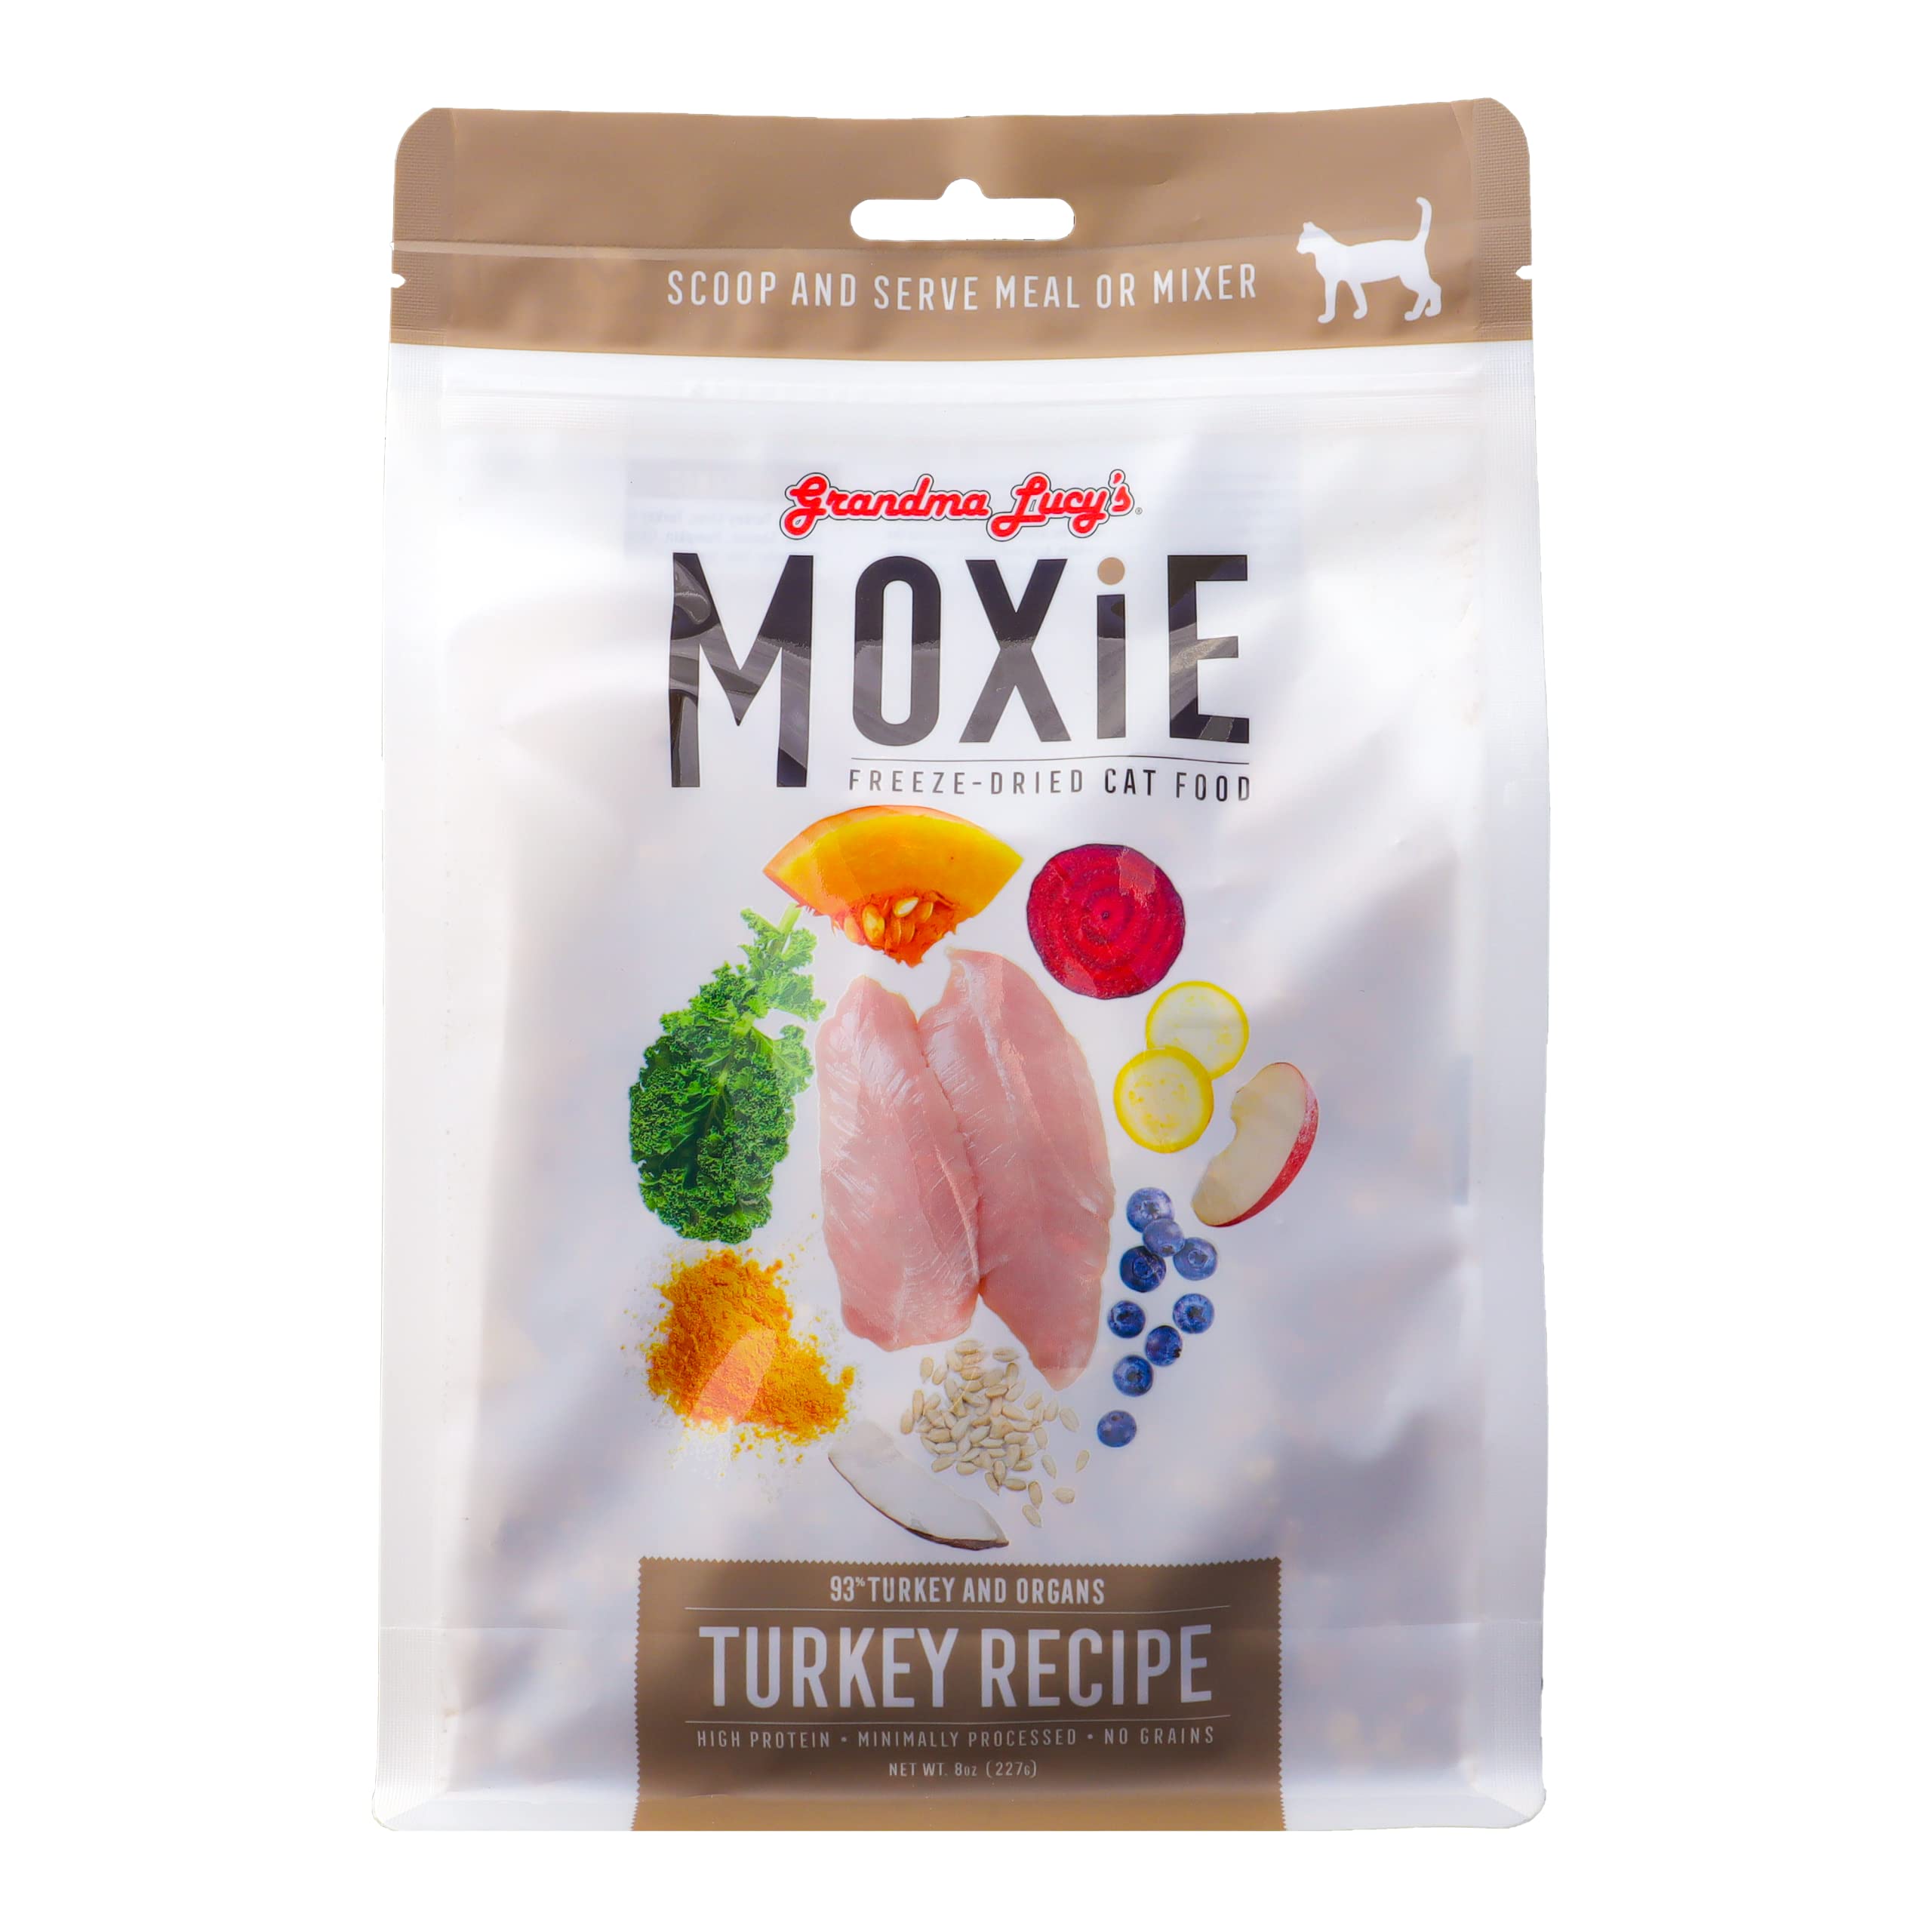 SCOOP AND SERVE MEAL OR MIXER
Grandma Lucy's®
MOXiE
FREEZE-DRIED CAT FOOD
93% TURKEY AND ORGANS
TURKEY RECIPE
HIGH PROTEIN • MINIMALLY PROCESSED • NO GRAINS
NET WT. 8oz (227g)